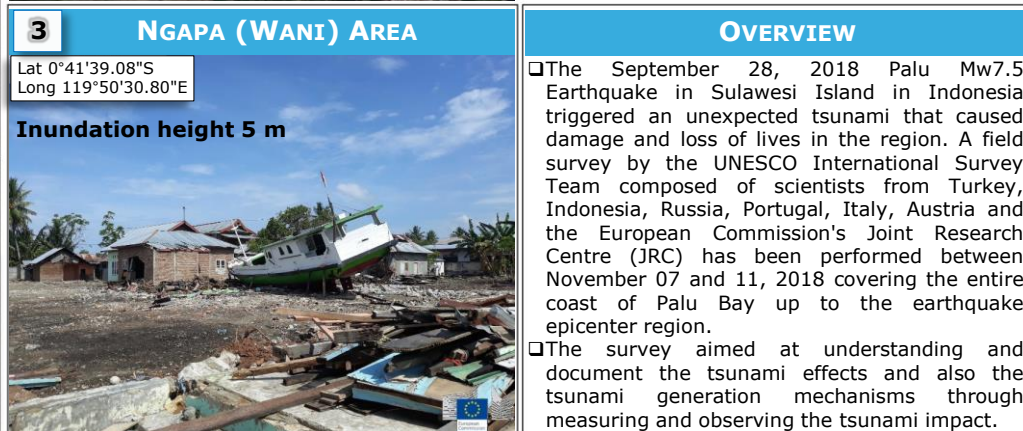 3
NGAPA (WANI) AREA
Lat 0°41'39.08"S
Long 119°50'30.80"E
Inundation height 5 m
European
Commission
OVERVIEW
❑The September 28, 2018 Palu Mw7.5
Earthquake in Sulawesi Island in Indonesia
triggered an unexpected tsunami that caused
damage and loss of lives in the region. A field
survey by the UNESCO International Survey
Team composed of scientists from Turkey,
Indonesia, Russia, Portugal, Italy, Austria and
the European Commission's Joint Research
Centre (JRC) has been performed between
November 07 and 11, 2018 covering the entire
coast of Palu Bay up to the earthquake
epicenter region.
❑The survey aimed at understanding and
document the tsunami effects and also the
tsunami generation mechanisms through
measuring and observing the tsunami impact.